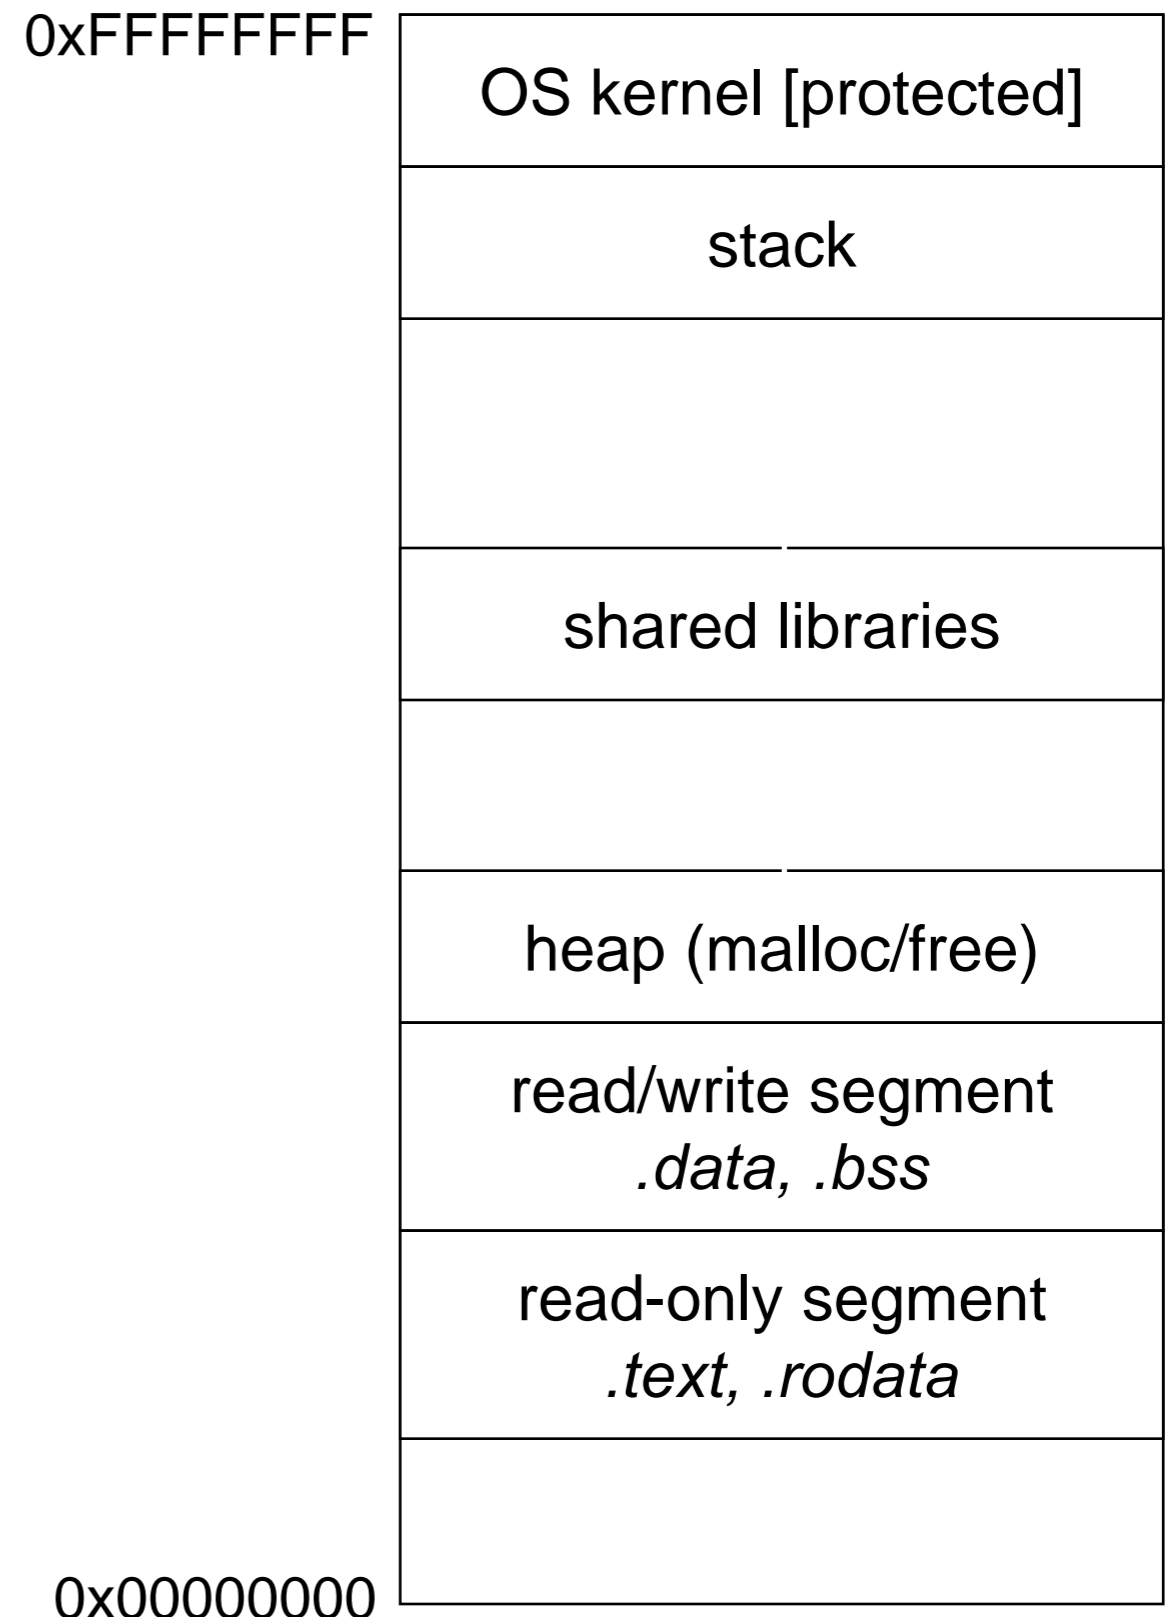 0xFFFFFFFF
OS kernel [protected]
stack
shared libraries
heap (malloc/free)
read/write segment
.data, .bss
read-only segment
.text, .rodata
0x00000000